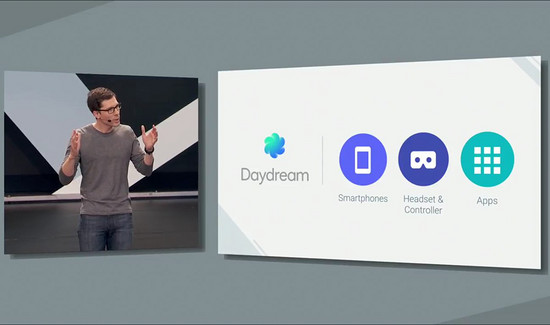 Daydream
Smartphones
Headset &
Controller
Apps